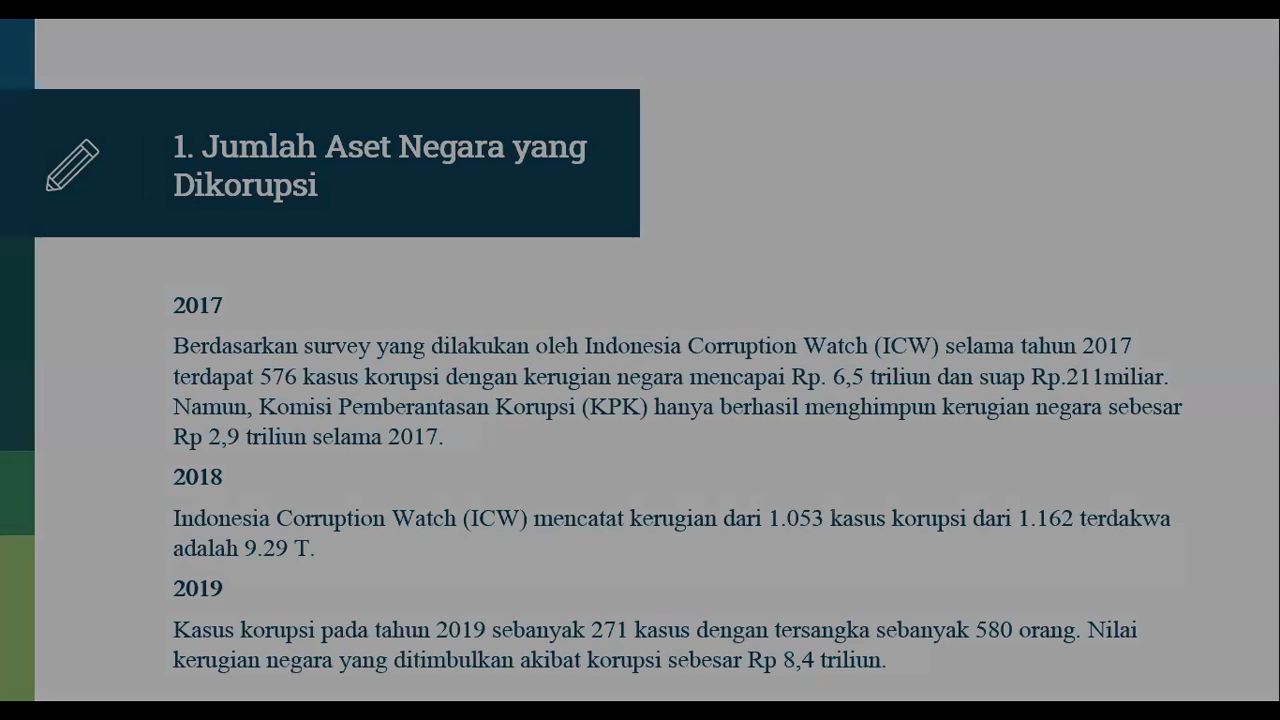 1. Jumlah Aset Negara yang
Dikorupsi
2017
Berdasarkan survey yang dilakukan oleh Indonesia Corruption Watch (ICW) selama tahun 2017
terdapat 576 kasus korupsi dengan kerugian negara mencapai Rp. 6,5 triliun dan suap Rp.211miliar.
Namun, Komisi Pemberantasan Korupsi (KPK) hanya berhasil menghimpun kerugian negara sebesar
Rp 2,9 triliun selama 2017.
2018
Indonesia Corruption Watch (ICW) mencatat kerugian dari 1.053 kasus korupsi dari 1.162 terdakwa
adalah 9.29 T.
2019
Kasus korupsi pada tahun 2019 sebanyak 271 kasus dengan tersangka sebanyak 580 orang. Nilai
kerugian negara yang ditimbulkan akibat korupsi sebesar Rp 8,4 triliun.